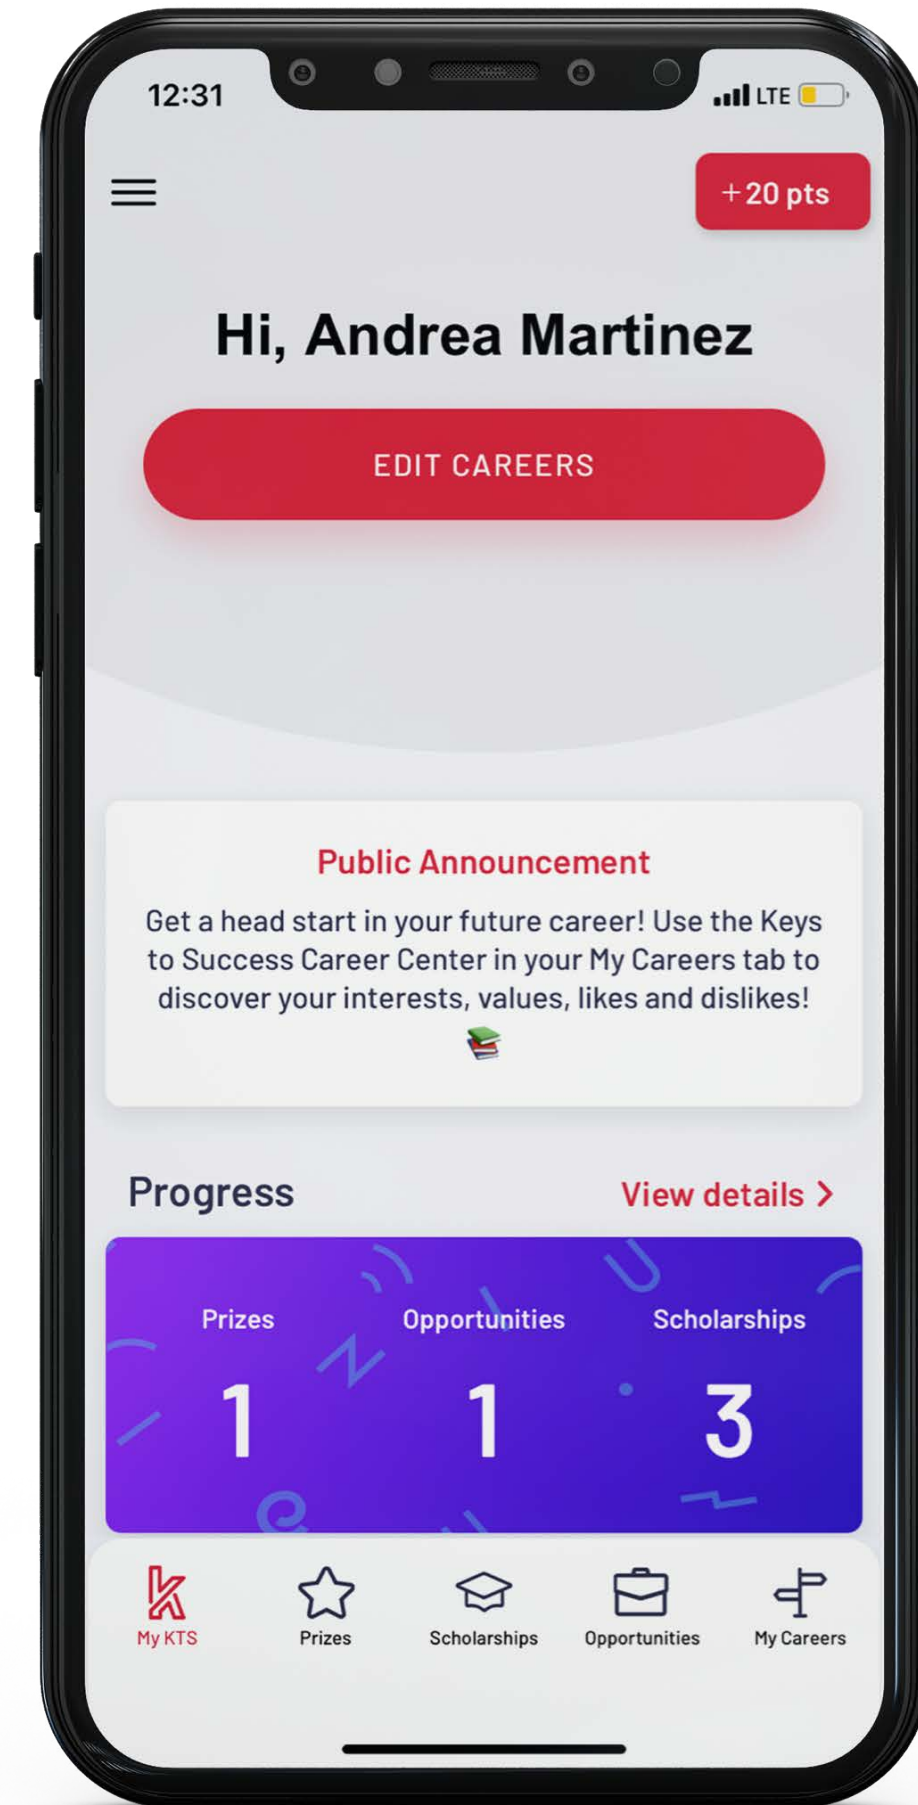 12:31
LTE
+20 pts
Hi, Andrea Martinez
EDIT CAREERS
Public Announcement
Get a head start in your future career! Use the Keys
to Success Career Center in your My Careers tab to
discover your interests, values, likes and dislikes!
Progress
View details >
Prizes Opportunities Scholarships
1 1 3
My KTS Prizes Scholarships Opportunities My Careers